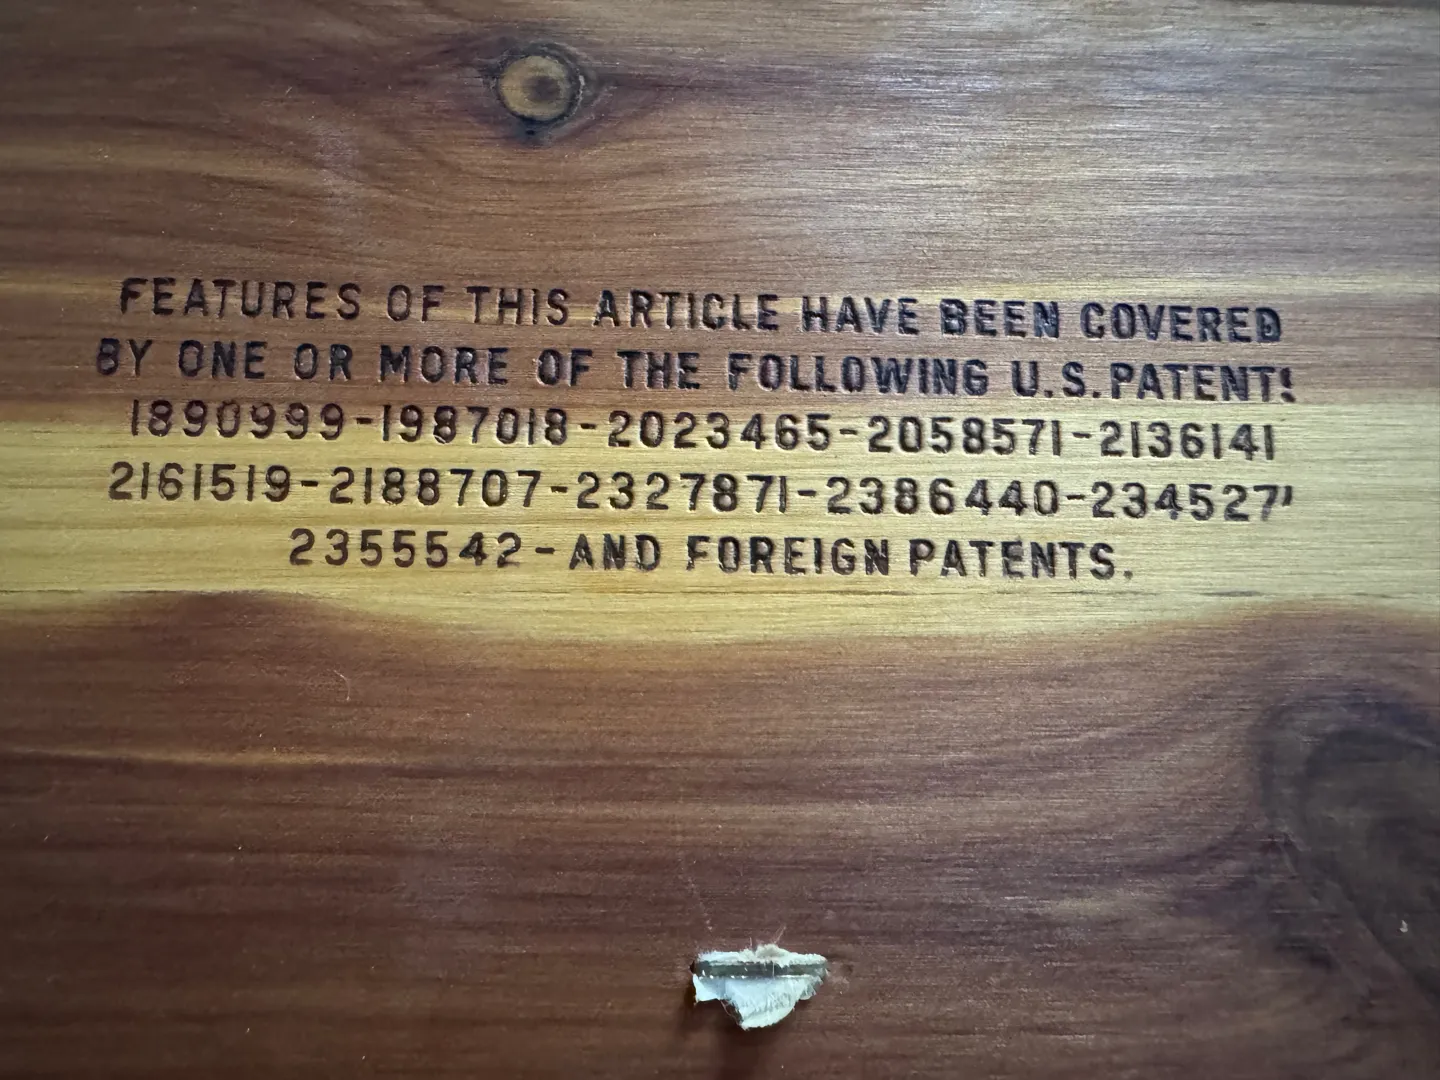 FEATURES OF THIS ARTICLE HAVE BEEN COVERED
BY ONE OR MORE OF THE FOLLOWING U.S. PATENT
1890999-1987018-2023465-2058571-2136141
2161519-2188707-2327871-2386440-234527
2355542-AND FOREIGN PATENTS.